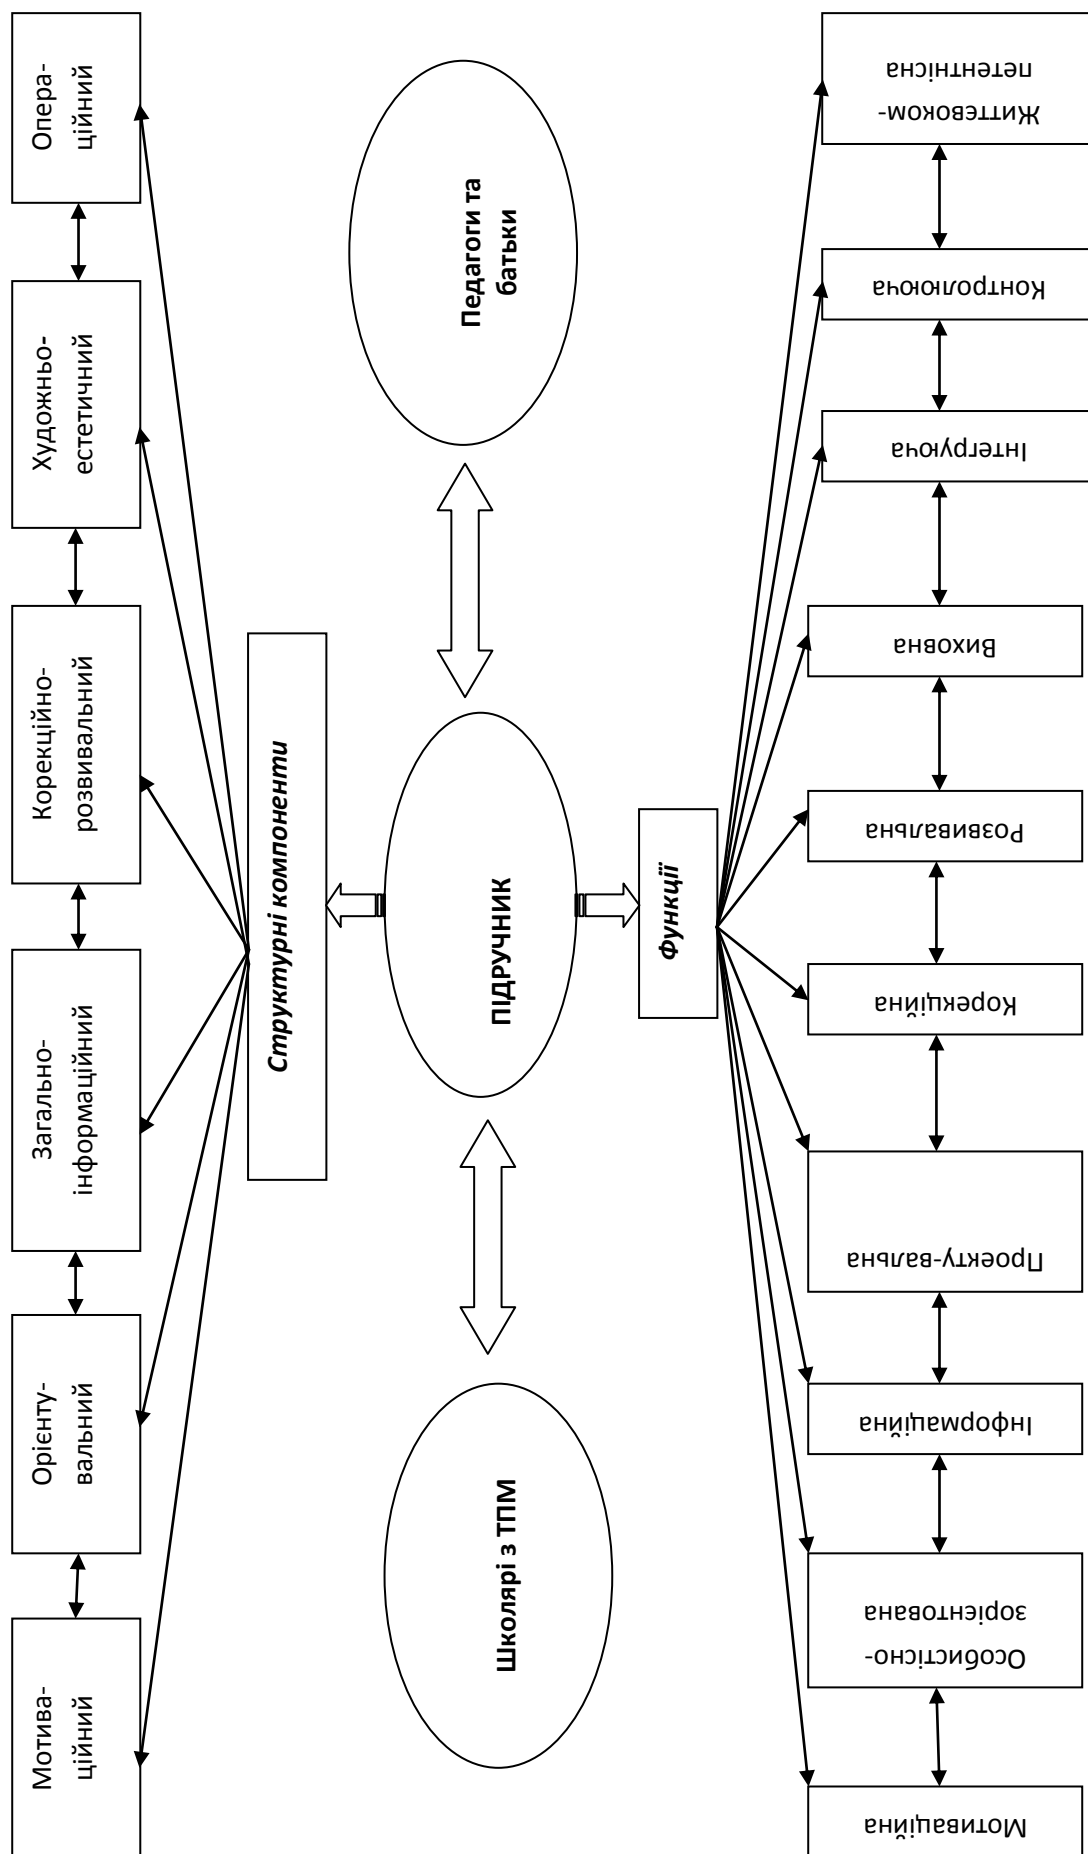 Мотива-
ційний
Орієнту-
вальний
Загально-
інформаційний
Корекційно-
розвивальний
Художньо-
естетичний
Опера-
ційний
Структурні компоненти
Школярі з ТПМ
ПІДРУЧНИК
Педагоги та
батьки
Функції
Мотиваційна
Особистісно-
зорієнтована
Інформаційна
Проекту-вальна
Корекційна
Розвивальна
Виховна
Інтегруюча
Контролююча
Життєвоком-
петентнісна